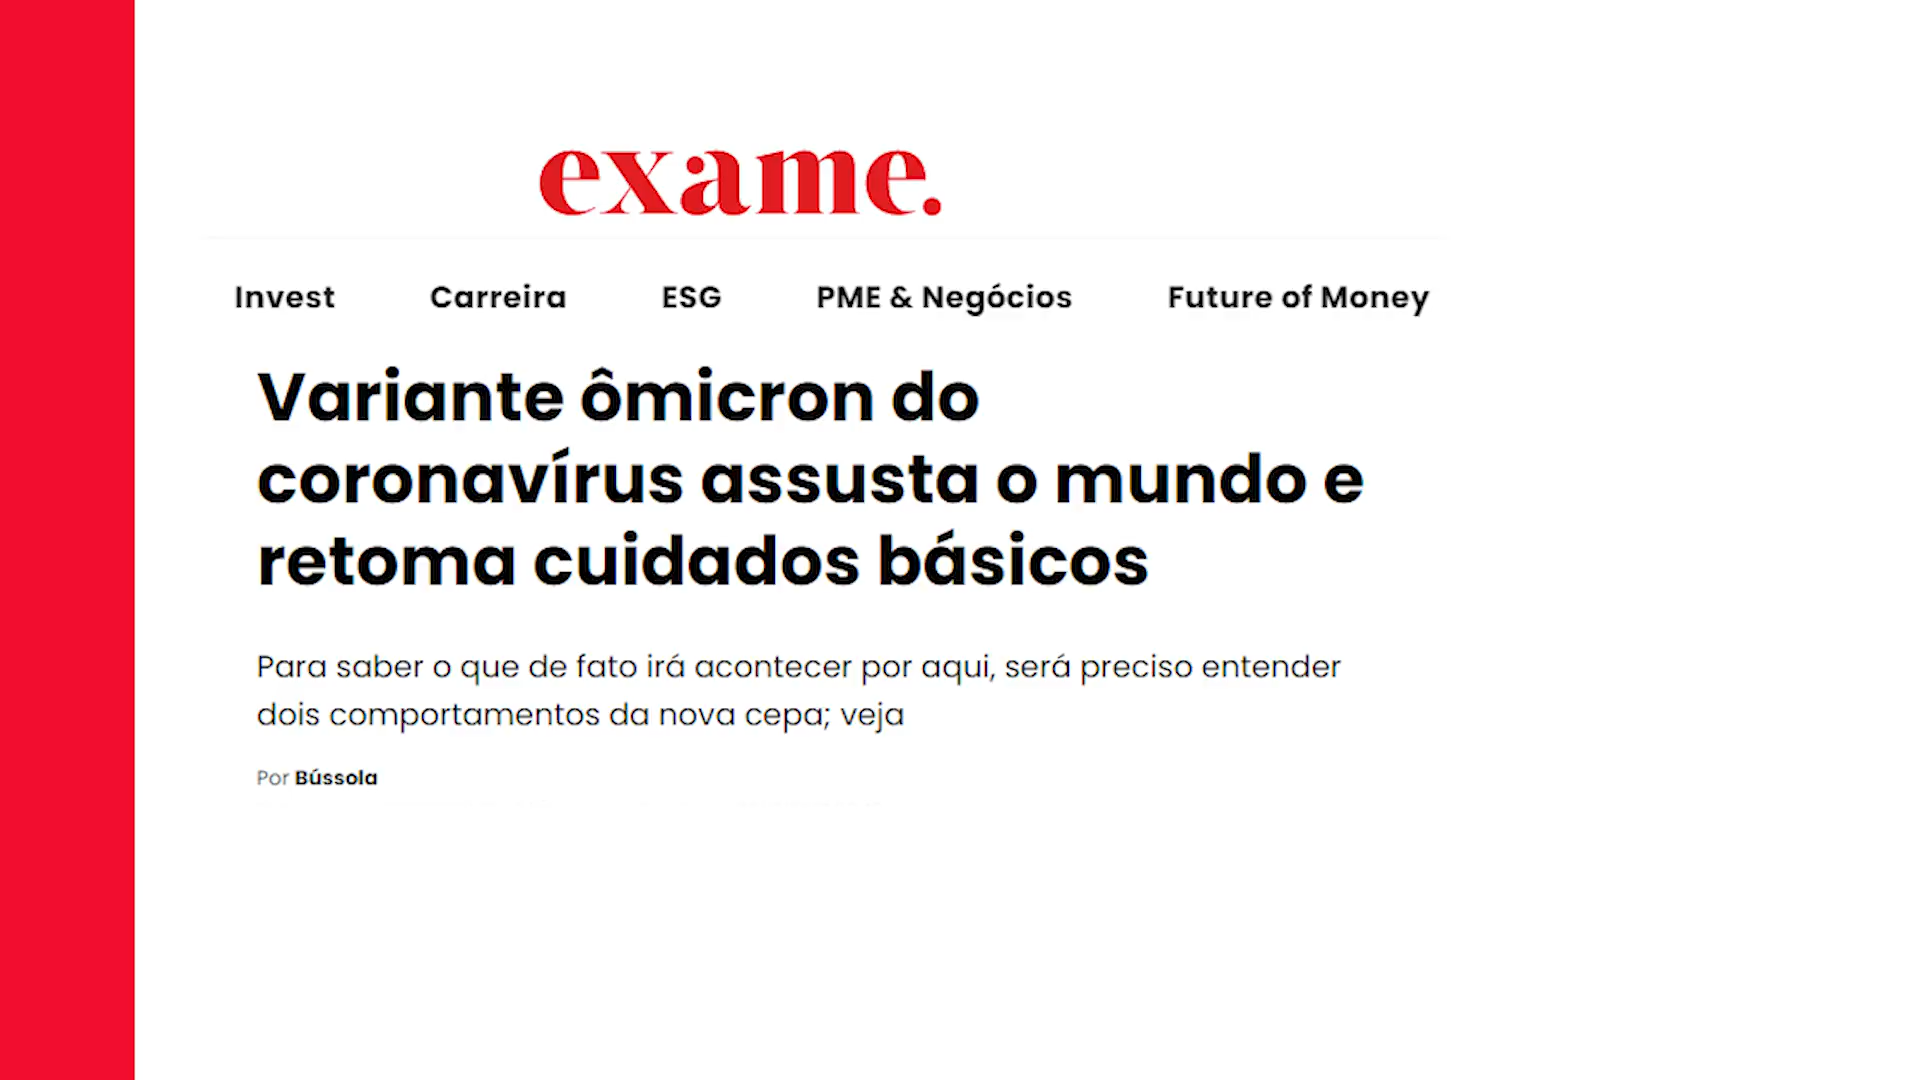 exame.
Invest Carreira ESG PME & Negócios Future of Money
Variante ômicron do
coronavírus assusta o mundo e
retoma cuidados básicos
Para saber o que de fato irá acontecer por aqui, será preciso entender
dois comportamentos da nova cepa; veja
Por Bússola